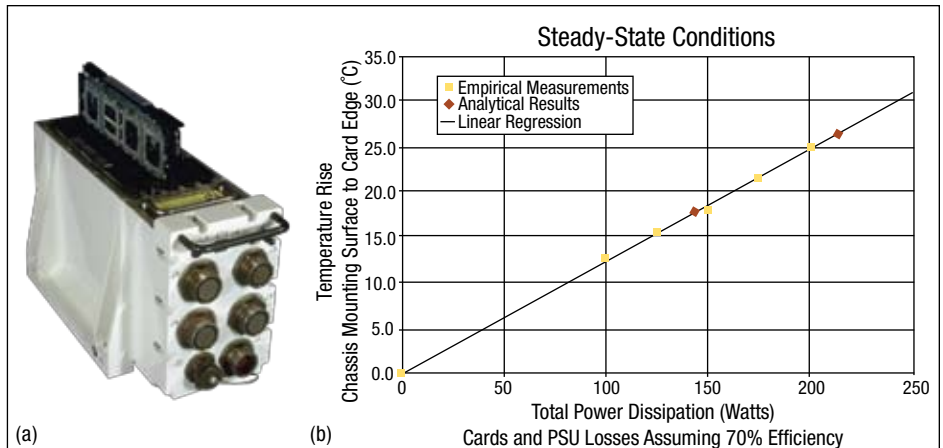 Steady-State Conditions
Temperature Rise
Chassis Mounting Surface to Card Edge (°C)
35.0
30.0
25.0
20.0
15.0
10.0
5.0
0.0
Empirical Measurements
Analytical Results
Linear Regression
0
50
100
150
200
250
Total Power Dissipation (Watts)
Cards and PSU Losses Assuming 70% Efficiency
(a)
(b)